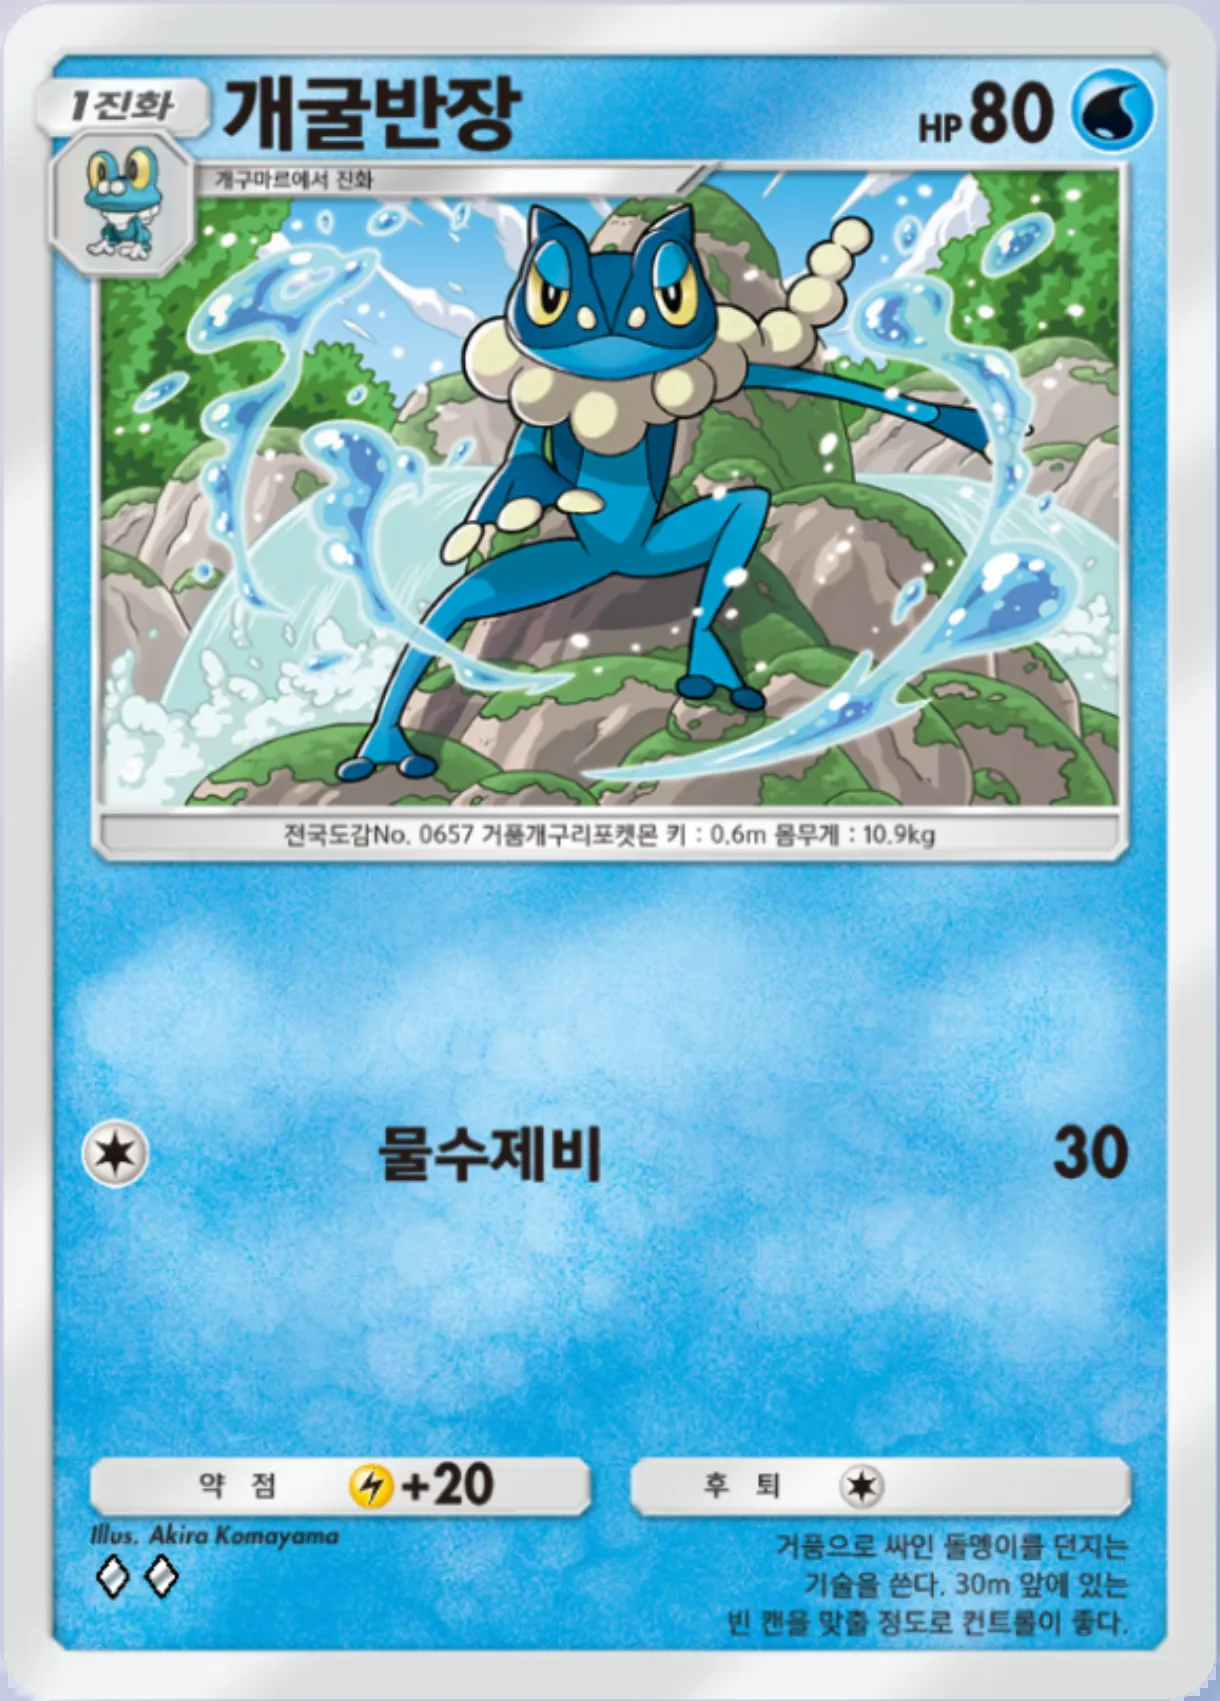 1진화
개굴반장
HP 80
개구마르에서 진화
전국도감No. 0657 거품개구리포켓몬 키 : 0.6m 몸무게 : 10.9kg
물수제비 30
약점 +20
후퇴
Illus. Akira Komayama
거품으로 싸인 돌멩이를 던지는
기술을 쓴다. 30m 앞에 있는
빈 캔을 맞출 정도로 컨트롤이 좋다.